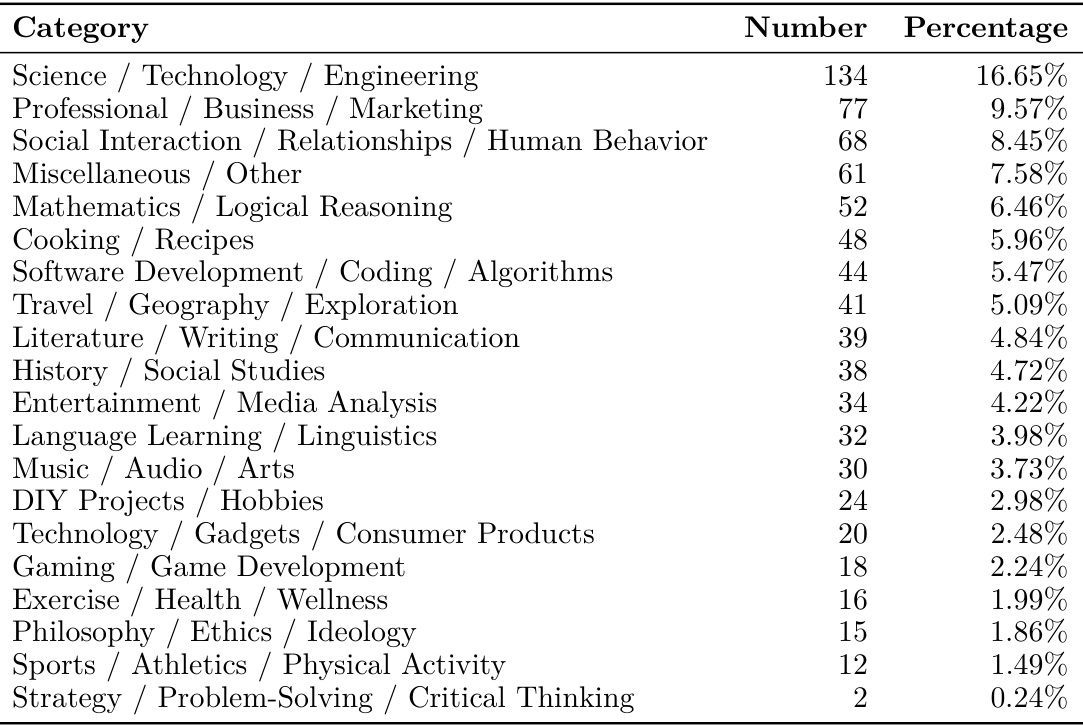 Category Number Percentage
Science / Technology / Engineering 134 16.65%
Professional / Business / Marketing 77 9.57%
Social Interaction / Relationships / Human Behavior 68 8.45%
Miscellaneous / Other 61 7.58%
Mathematics / Logical Reasoning 52 6.46%
Cooking / Recipes 48 5.96%
Software Development / Coding / Algorithms 44 5.47%
Travel / Geography / Exploration 41 5.09%
Literature / Writing / Communication 39 4.84%
History / Social Studies 38 4.72%
Entertainment / Media Analysis 34 4.22%
Language Learning / Linguistics 32 3.98%
Music / Audio / Arts 30 3.73%
DIY Projects / Hobbies 24 2.98%
Technology / Gadgets / Consumer Products 20 2.48%
Gaming / Game Development 18 2.24%
Exercise / Health / Wellness 16 1.99%
Philosophy / Ethics / Ideology 15 1.86%
Sports / Athletics / Physical Activity 12 1.49%
Strategy / Problem-Solving / Critical Thinking 2 0.24%